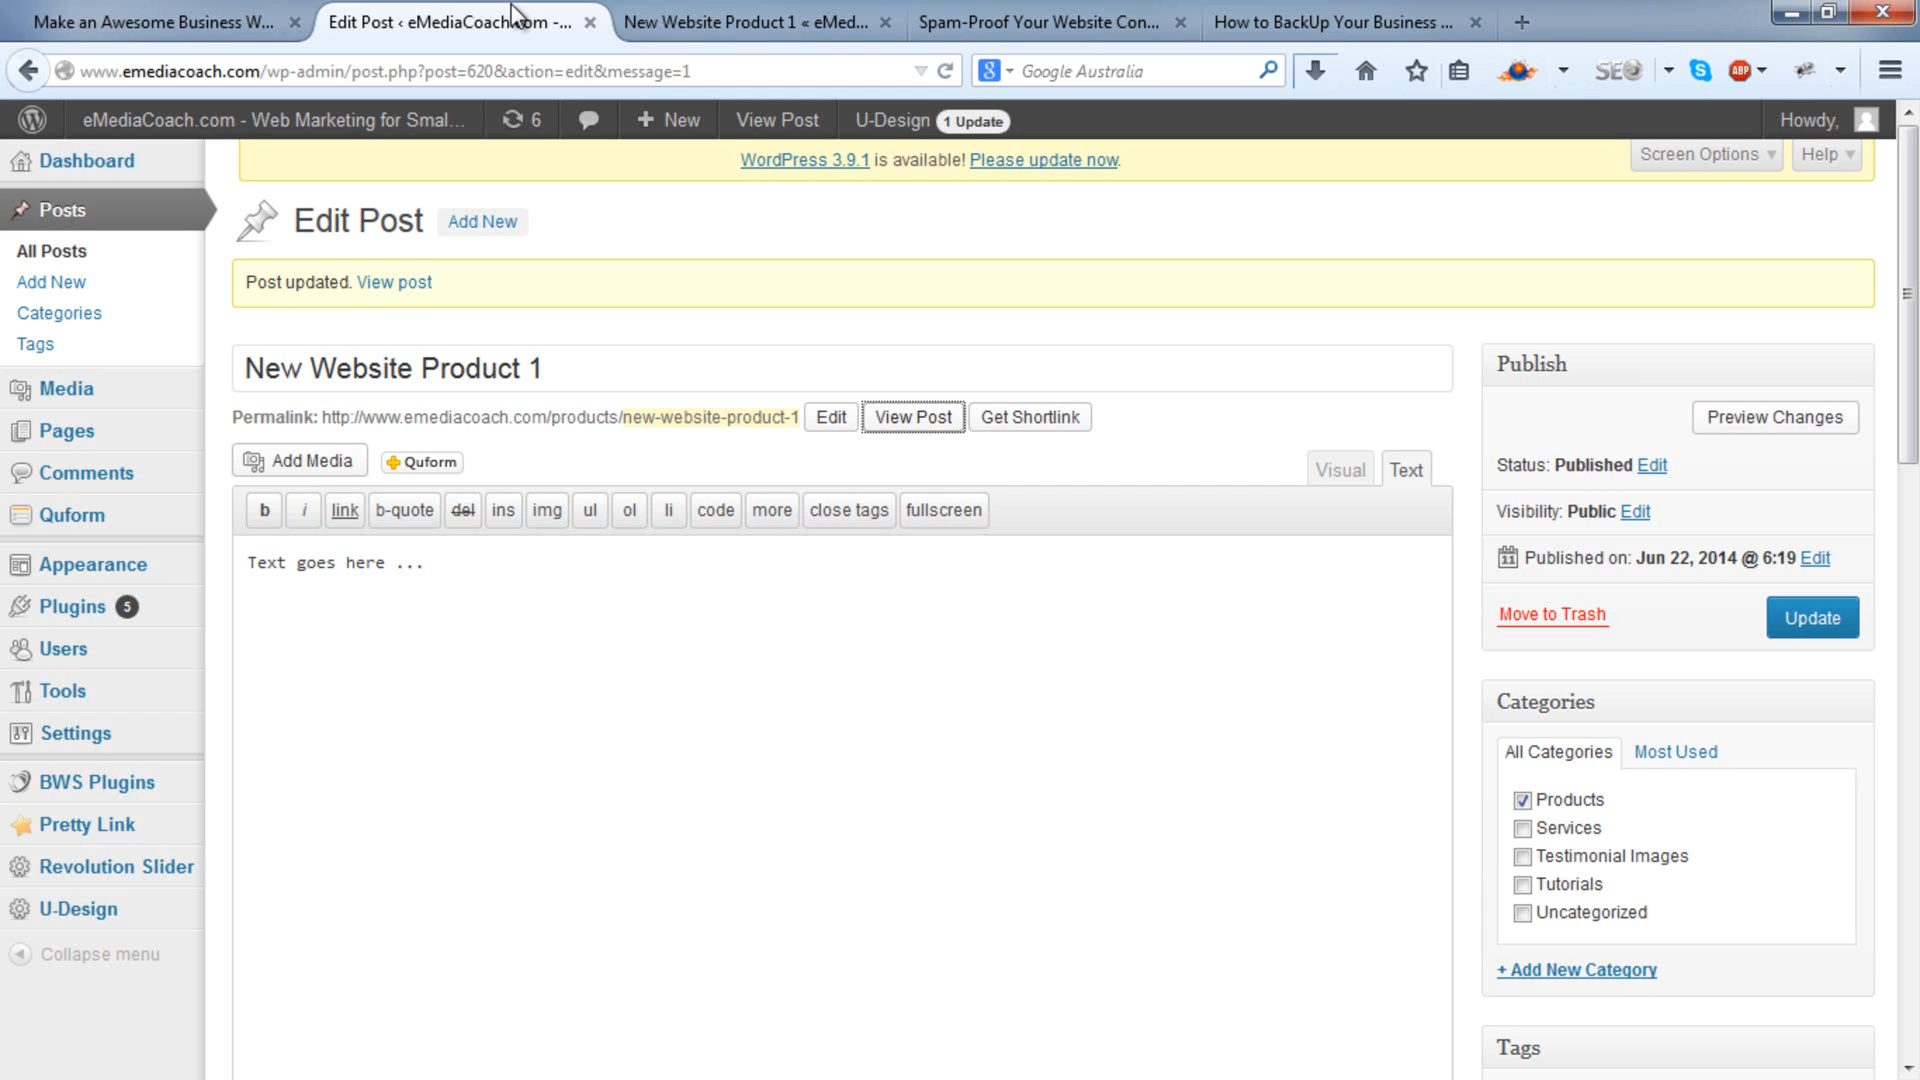 Make an Awesome Business W...
Edit Post ‹ eMediaCoach.com -...
New Website Product 1 « eMed...
Spam-Proof Your Website Con...
How to BackUp Your Business ...
www.emediacoach.com/wp-admin/post.php?post=620&action=edit&message=1
Google Australia
SEO
ABP
eMediaCoach.com - Web Marketing for Smal...
6
+ New
View Post
U-Design 1 Update
Howdy,
WordPress 3.9.1 is available! Please update now.
Screen Options
Help
Dashboard
Posts
All Posts
Add New
Categories
Tags
Media
Pages
Comments
Quform
Appearance
Plugins 5
Users
Tools
Settings
BWS Plugins
Pretty Link
Revolution Slider
U-Design
Collapse menu
Edit Post Add New
Post updated. View post
New Website Product 1
Permalink: http://www.emediacoach.com/products/new-website-product-1 Edit View Post Get Shortlink
Add Media Quform
Visual Text
b i link b-quote del ins img ul ol li code more close tags fullscreen
Text goes here ...
Publish
Preview Changes
Status: Published Edit
Visibility: Public Edit
11 Published on: Jun 22, 2014 @ 6:19 Edit
Move to Trash Update
Categories
All Categories Most Used
Products
Services
Testimonial Images
Tutorials
Uncategorized
+ Add New Category
Tags